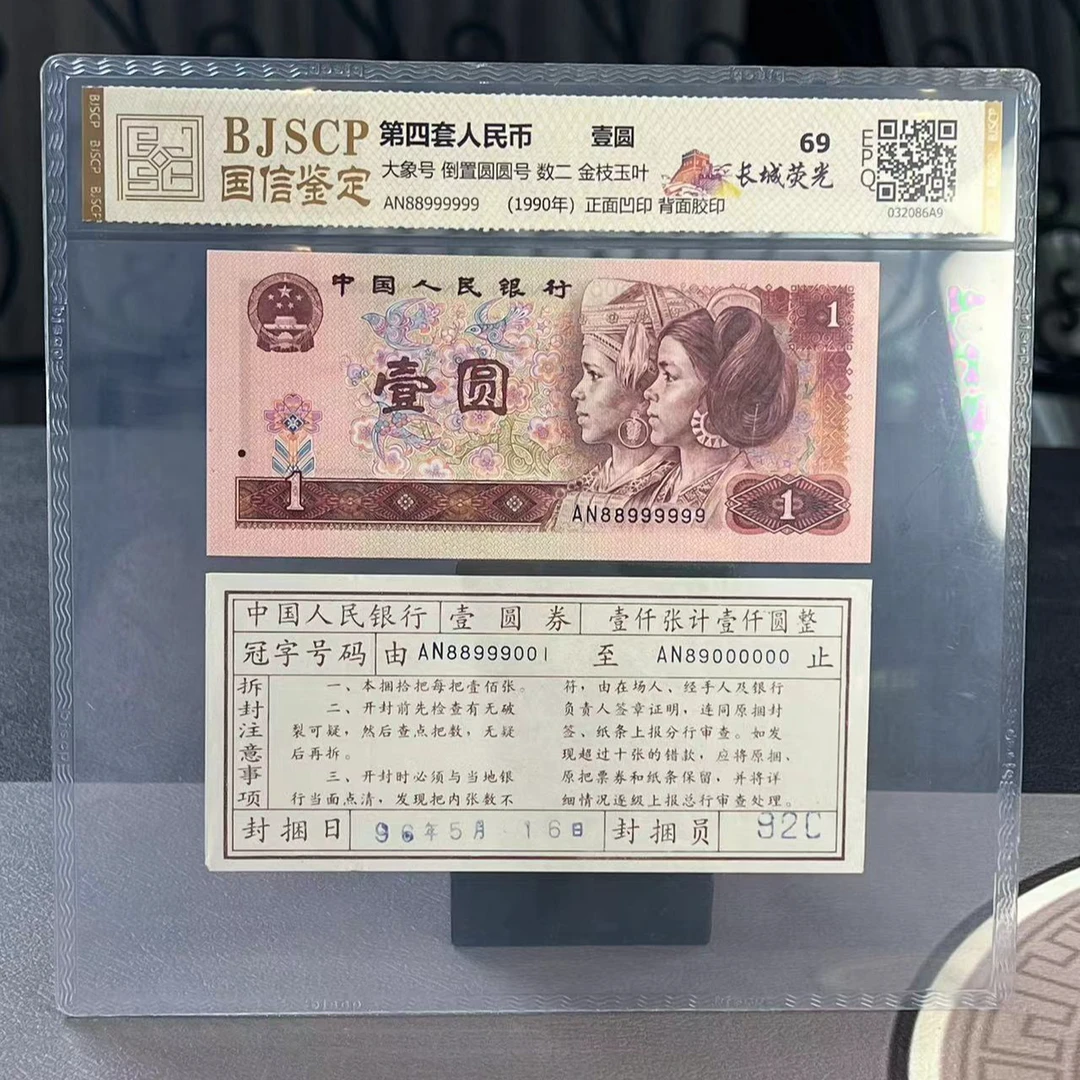 BJSCP
国信鉴定
第四套人民币 壹圆
大象号 倒置圆圆号 数二 金枝玉叶
AN88999999 (1990年) 正面凹印 背面胶印
长城荧光
69
EPQ
032086A9
BJSCP BJSCP BJSCP
中国人民银行
1
壹圆
1
AN88999999
1
中国人民银行 壹圆券 壹仟张计壹仟圆整
冠字号码 由 AN88999001 至 AN89000000 止
拆封注意事项
一、本捆拾把每把壹佰张。
二、开封前先检查有无破
裂可疑，然后查点把数，无疑
后再拆。
三、开封时必须与当地银
行当面点清，发现把内张数不
符，由在场人、经手人及银行
负责人签章证明，连同原捆封
签、纸条上报分行审查。如发
现超过十张的错款，应将原捆、
原把票券和纸条保留，并将详
细情况逐级上报总行审查处理。
封捆日 96年5月16日 封捆员 92C